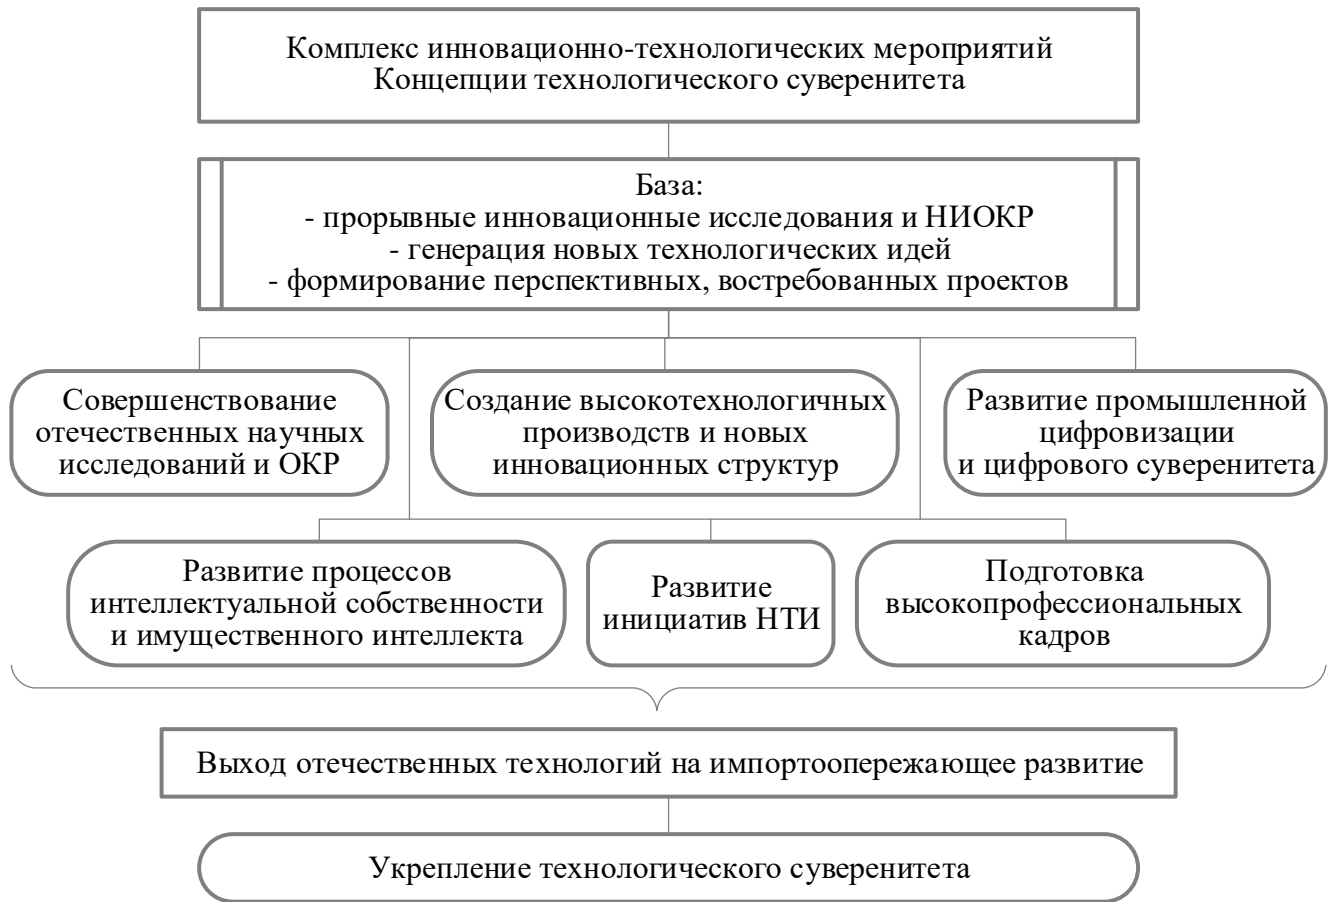 Комплекс инновационно-технологических мероприятий
Концепции технологического суверенитета
База:
- прорывные инновационные исследования и НИОКР
- генерация новых технологических идей
- формирование перспективных, востребованных проектов
Совершенствование
отечественных научных
исследований и ОКР
Создание высокотехнологичных
производств и новых
инновационных структур
Развитие промышленной
цифровизации
и цифрового суверенитета
Развитие процессов
интеллектуальной собственности
и имущественного интеллекта
Развитие
инициатив НТИ
Подготовка
высокопрофессиональных
кадров
Выход отечественных технологий на импортоопережающее развитие
Укрепление технологического суверенитета